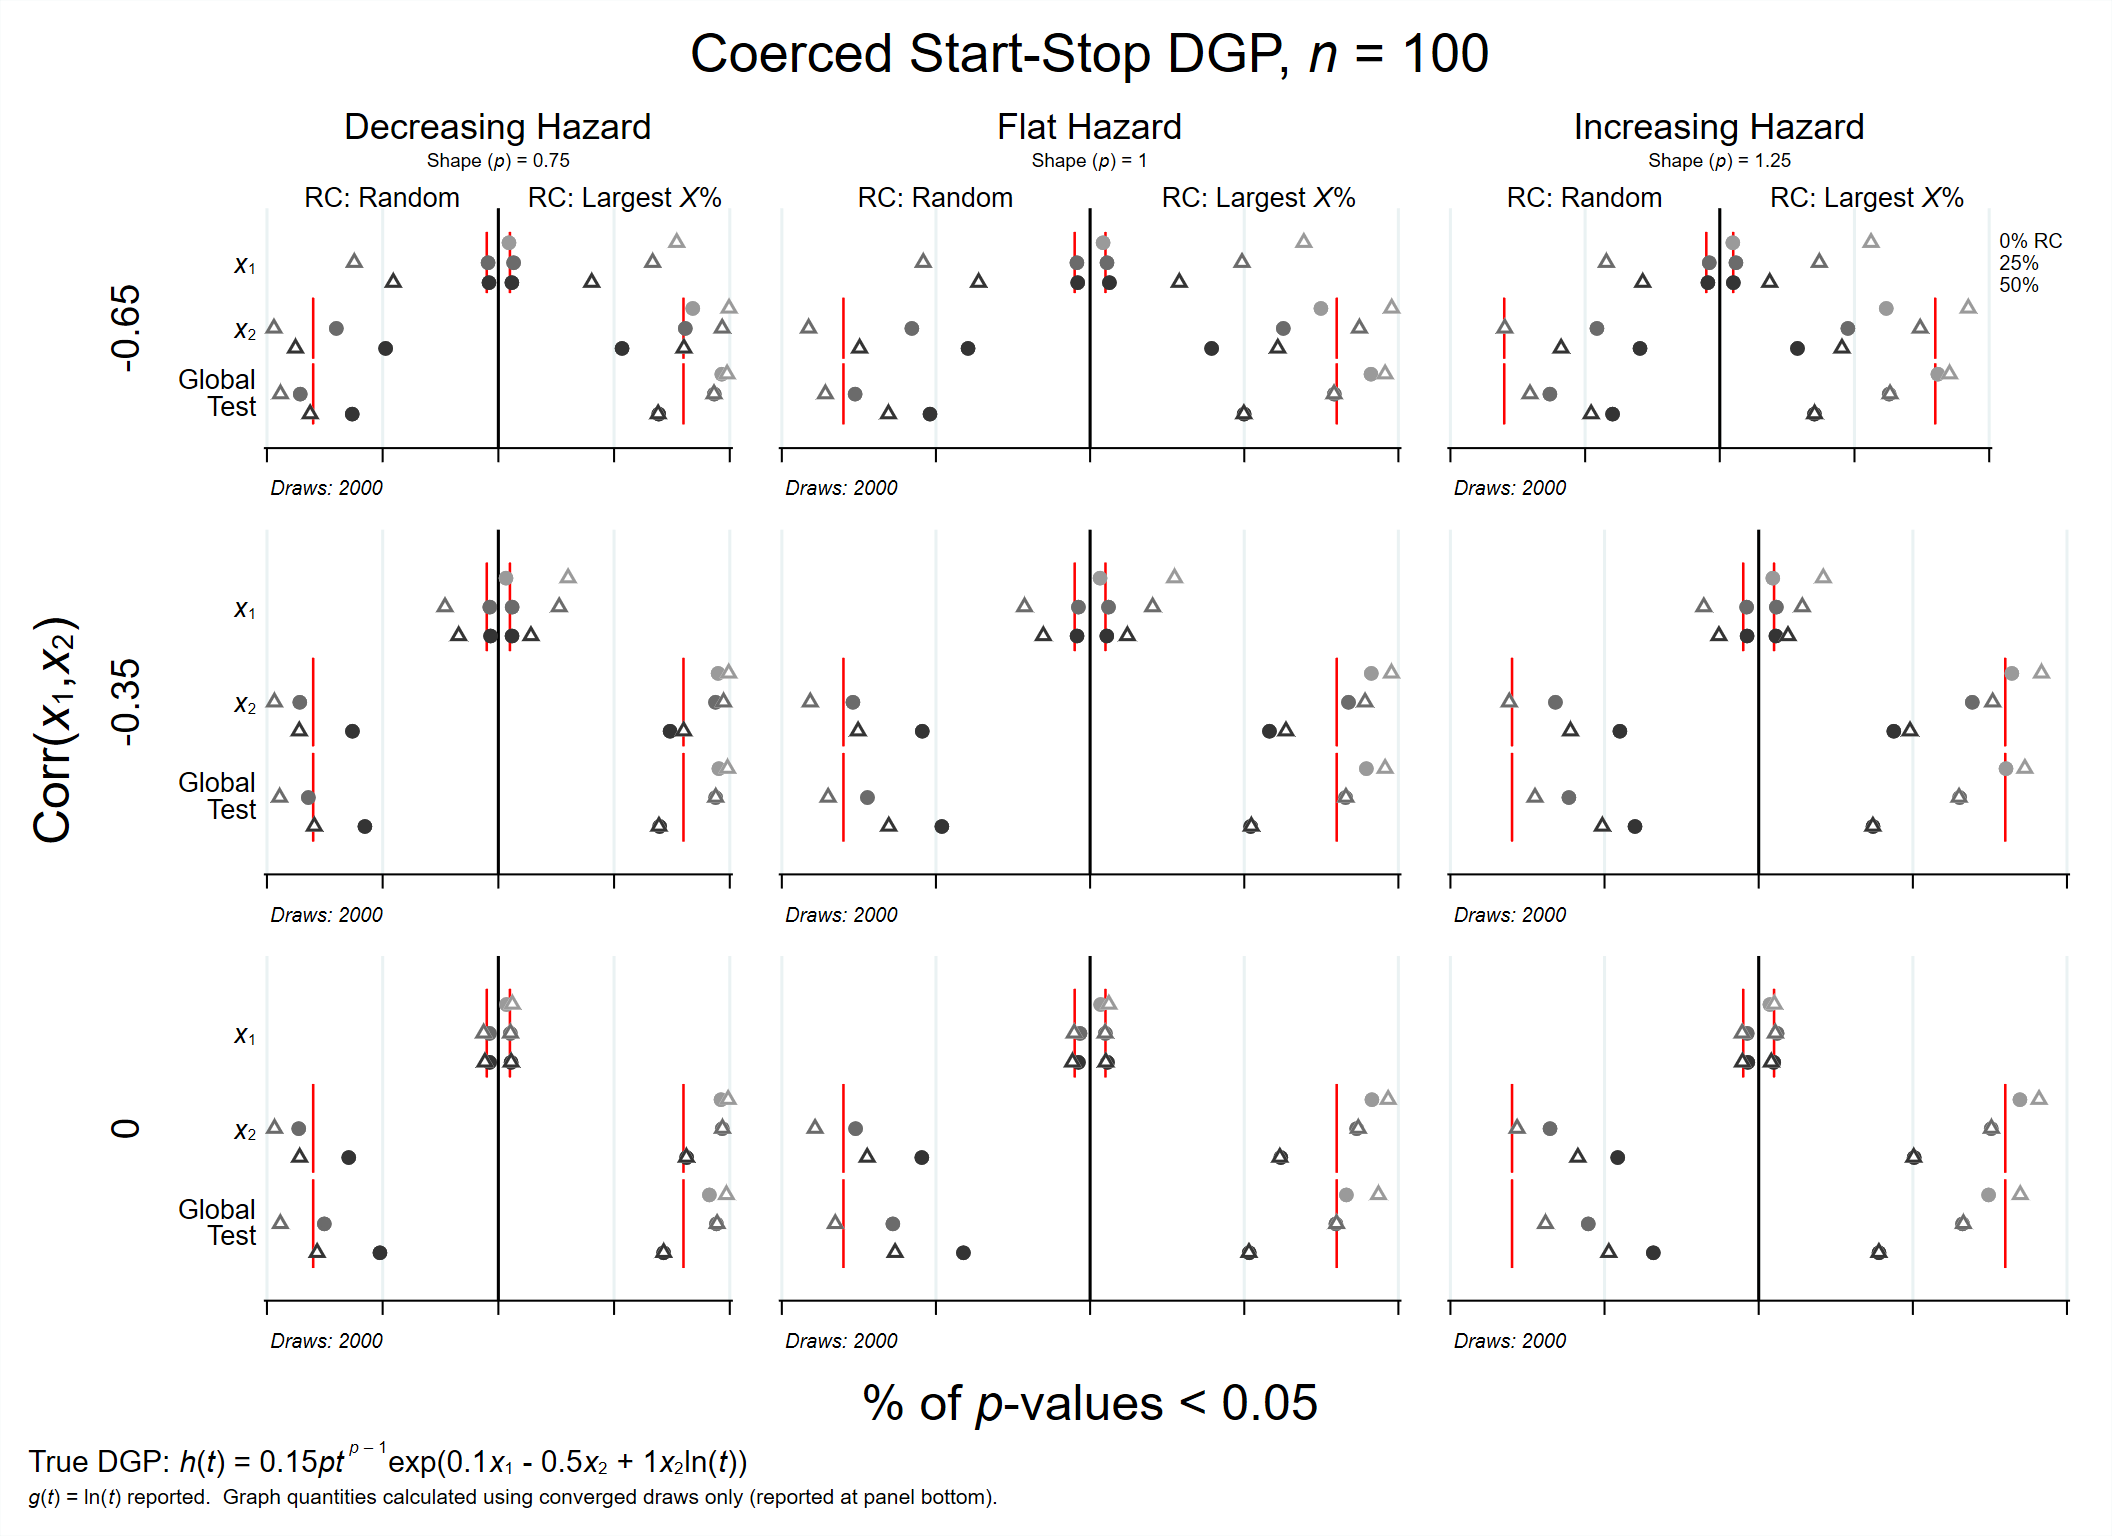 Coerced Start-Stop DGP, n = 100
Decreasing Hazard
Shape (p) = 0.75
RC: Random RC: Largest X%
Flat Hazard
Shape (p) = 1
RC: Random RC: Largest X%
Increasing Hazard
Shape (p) = 1.25
RC: Random RC: Largest X%
0% RC
25%
50%
Corr(x₁,x₂)
-0.65
x₁
x₂
Global
Test
Draws: 2000
Draws: 2000
Draws: 2000
-0.35
x₁
x₂
Global
Test
Draws: 2000
Draws: 2000
Draws: 2000
0
x₁
x₂
Global
Test
Draws: 2000
Draws: 2000
Draws: 2000
% of p-values < 0.05
True DGP: h(t) = 0.15pt^(p – 1) exp(0.1x₁ - 0.5x₂ + 1x₂ln(t))
g(t) = ln(t) reported. Graph quantities calculated using converged draws only (reported at panel bottom).